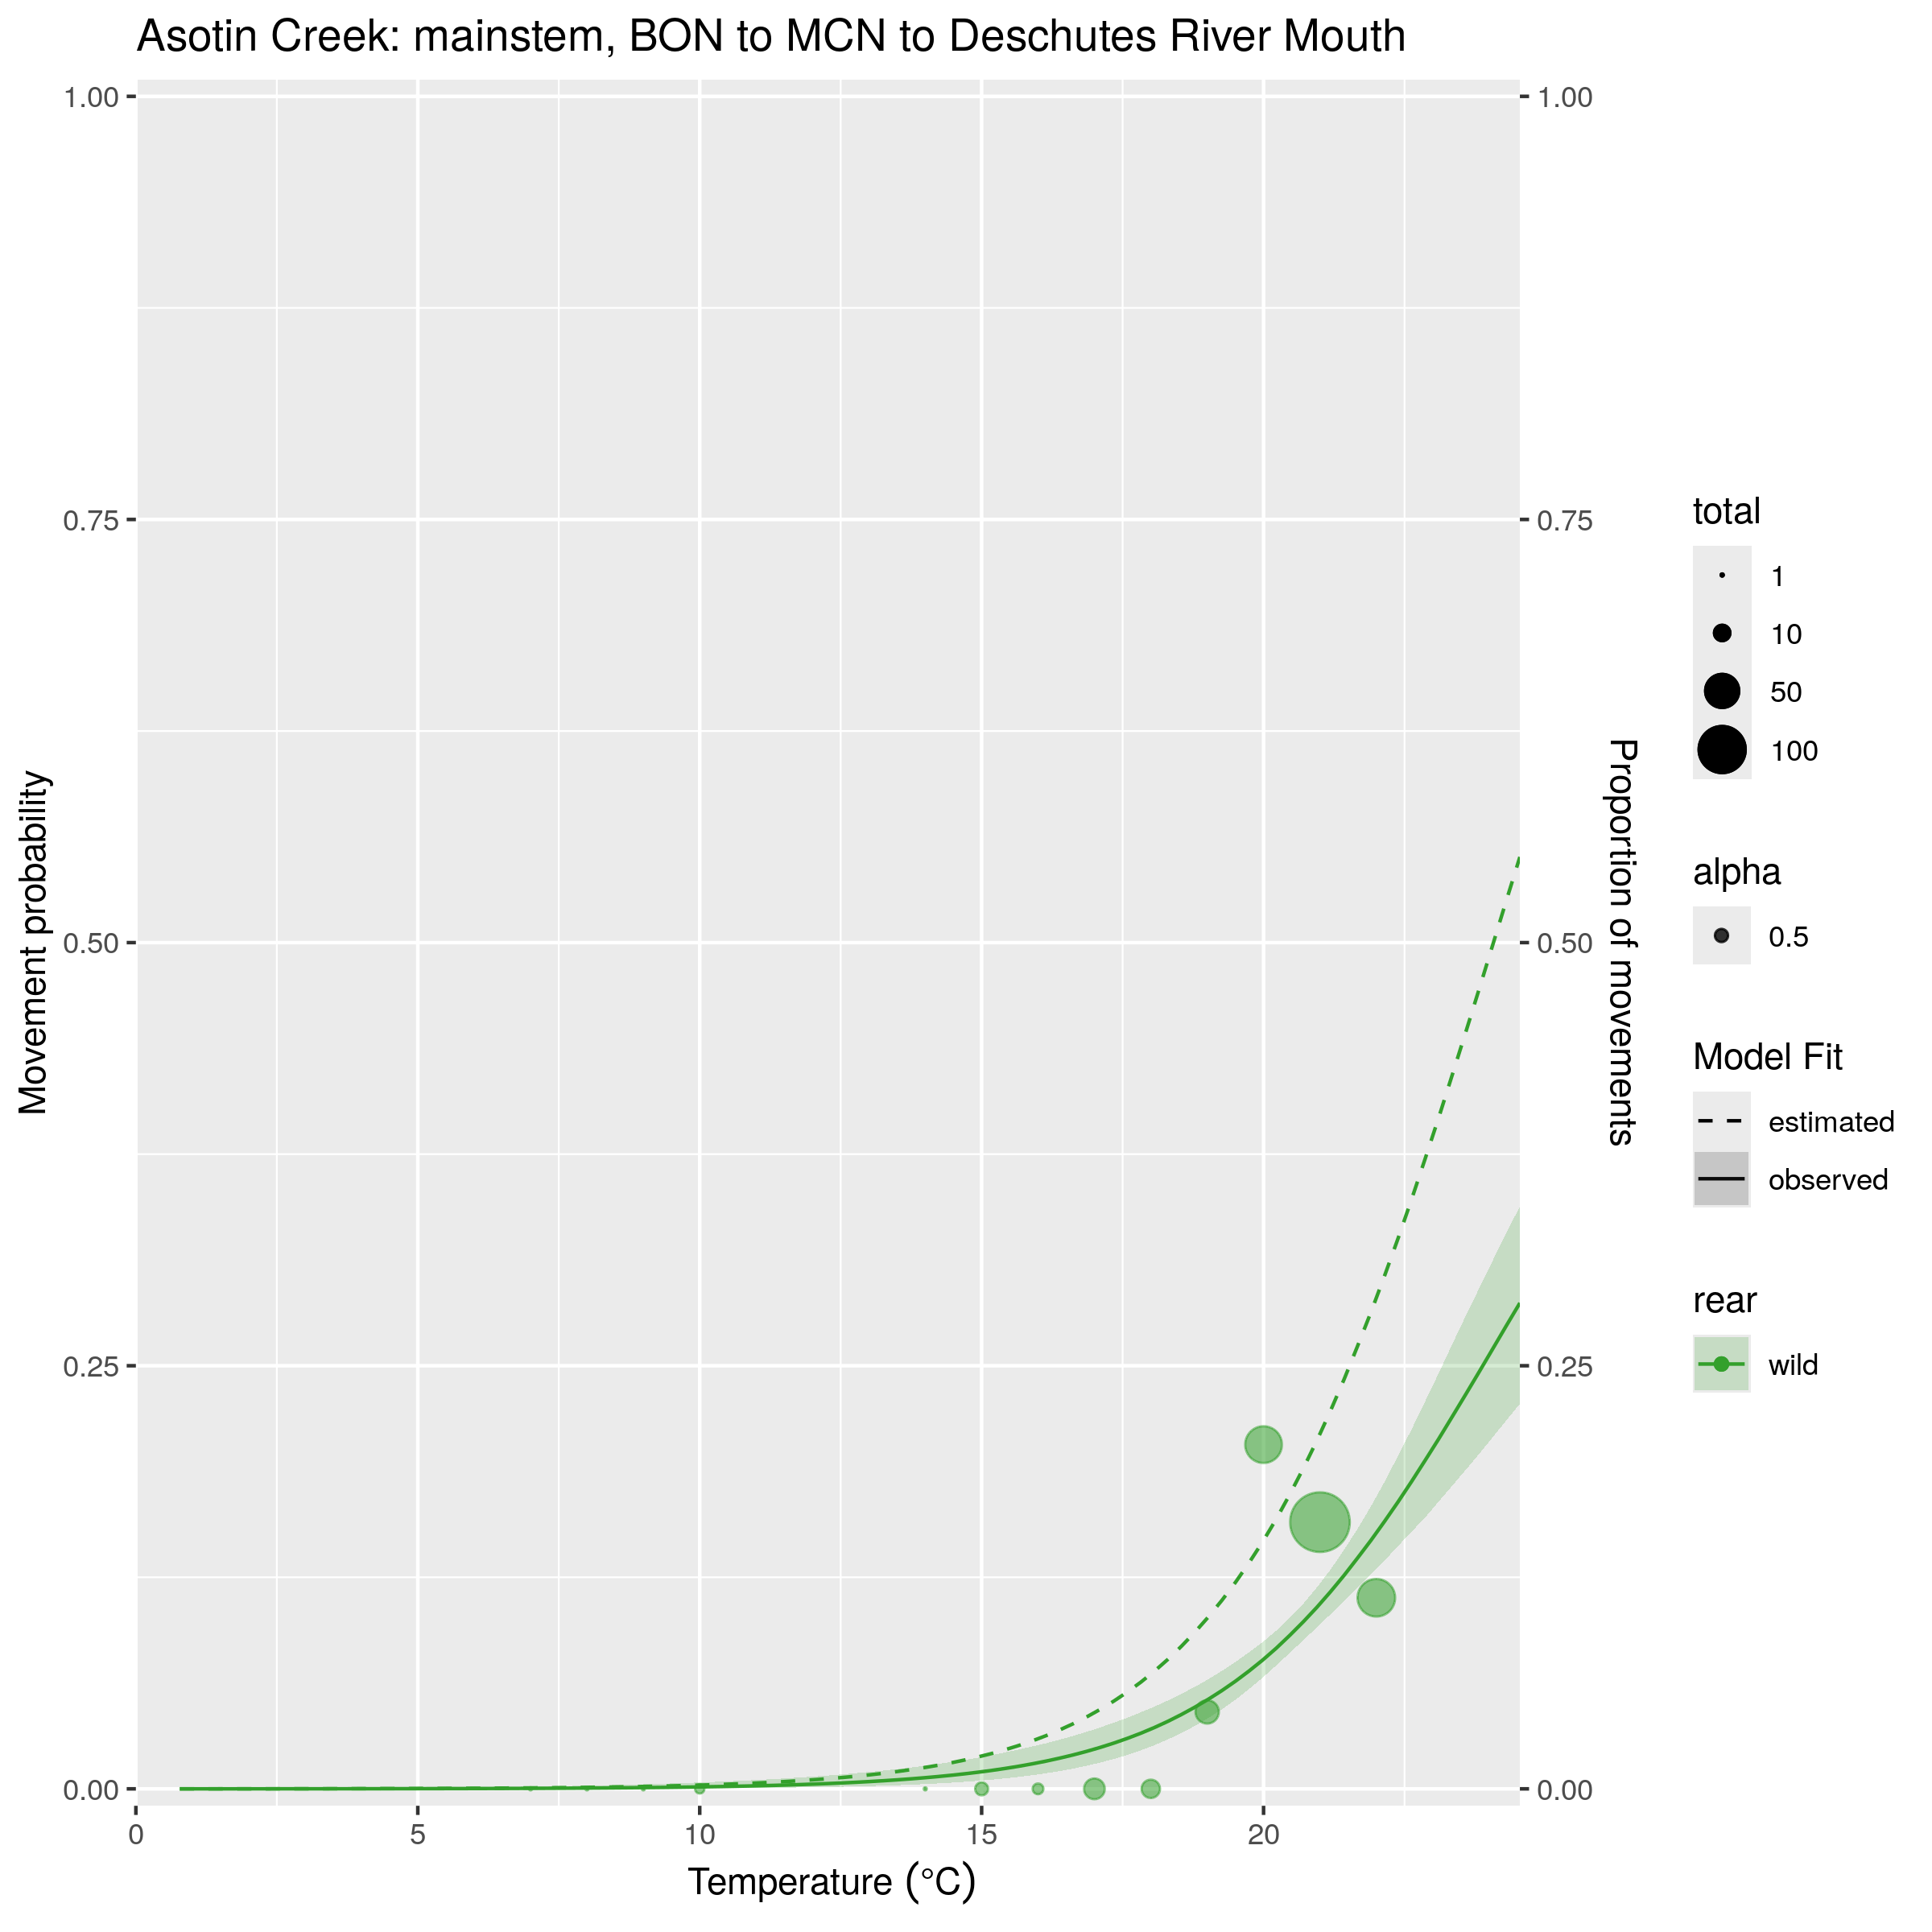 Asotin Creek: mainstem, BON to MCN to Deschutes River Mouth
Movement probability
1.00
0.75
0.50
0.25
0.00
0
5
10
15
20
Temperature (°C)
1.00
0.75
0.50
0.25
0.00
Proportion of movements
total
1
10
50
100
alpha
0.5
Model Fit
estimated
observed
rear
wild